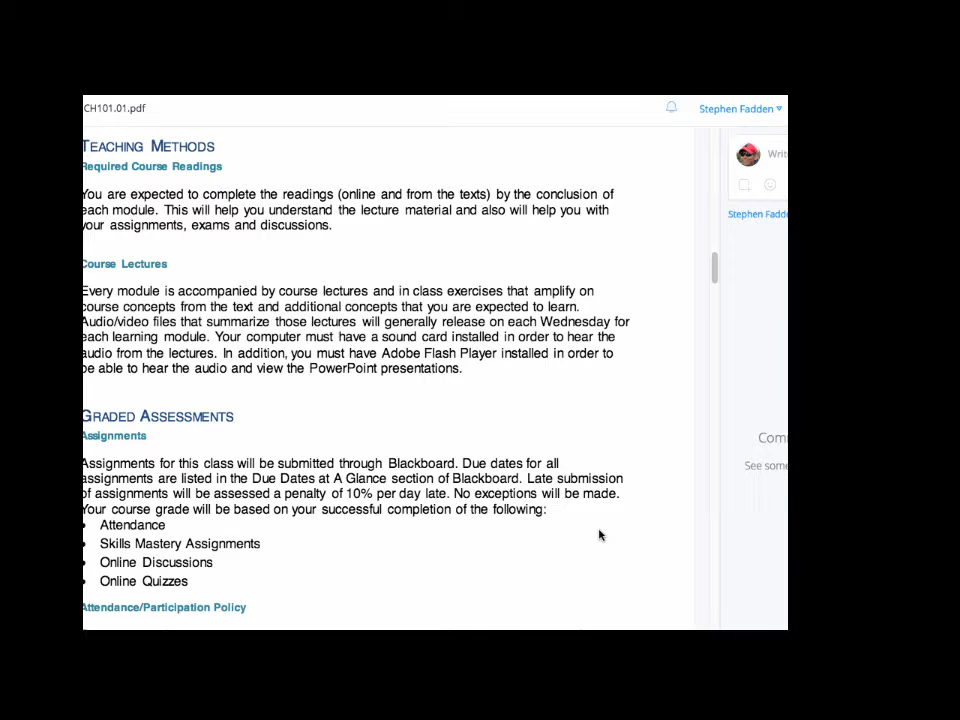 CH101.01.pdf
Stephen Fadden
TEACHING METHODS
Required Course Readings
You are expected to complete the readings (online and from the texts) by the conclusion of
each module. This will help you understand the lecture material and also will help you with
your assignments, exams and discussions.
Course Lectures
Every module is accompanied by course lectures and in class exercises that amplify on
course concepts from the text and additional concepts that you are expected to learn.
Audio/video files that summarize those lectures will generally release on each Wednesday for
each learning module. Your computer must have a sound card installed in order to hear the
audio from the lectures. In addition, you must have Adobe Flash Player installed in order to
be able to hear the audio and view the PowerPoint presentations.
GRADED ASSESSMENTS
Assignments
Assignments for this class will be submitted through Blackboard. Due dates for all
assignments are listed in the Due Dates at A Glance section of Blackboard. Late submission
of assignments will be assessed a penalty of 10% per day late. No exceptions will be made.
Your course grade will be based on your successful completion of the following:
• Attendance
• Skills Mastery Assignments
• Online Discussions
• Online Quizzes
Attendance/Participation Policy
Writ
Stephen Fadd
Com
See som